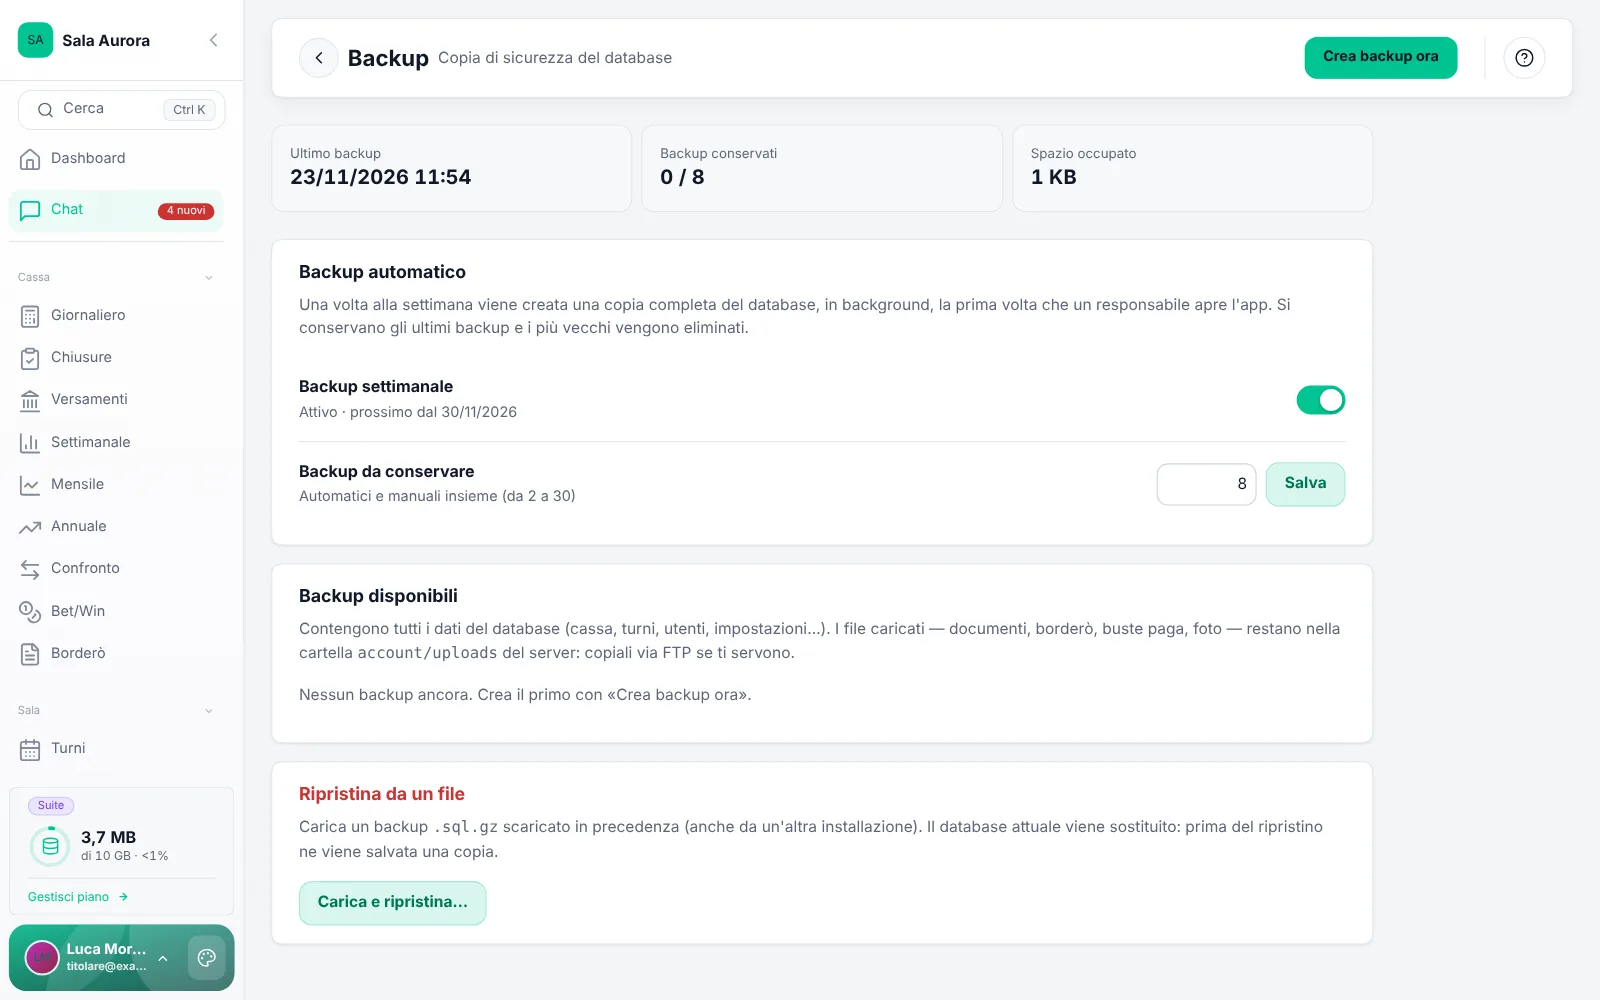 SA
Sala Aurora
Cerca
Ctrl K
Dashboard
Chat
4 nuovi
Cassa
Giornaliero
Chiusure
Versamenti
Settimanale
Mensile
Annuale
Confronto
Bet/Win
Borderò
Sala
Turni
Suite
3,7 MB
di 10 GB · <1%
Gestisci piano
Luca Mor...
titolare@exa...
Backup
Copia di sicurezza del database
Crea backup ora
Ultimo backup
23/11/2026 11:54
Backup conservati
0 / 8
Spazio occupato
1 KB
Backup automatico
Una volta alla settimana viene creata una copia completa del database, in background, la prima volta che un responsabile apre l'app. Si
conservano gli ultimi backup e i più vecchi vengono eliminati.
Backup settimanale
Attivo · prossimo dal 30/11/2026
Backup da conservare
Automatici e manuali insieme (da 2 a 30)
8
Salva
Backup disponibili
Contengono tutti i dati del database (cassa, turni, utenti, impostazioni...). I file caricati — documenti, borderò, buste paga, foto — restano nella
cartella account/uploads del server: copiali via FTP se ti servono.
Nessun backup ancora. Crea il primo con «Crea backup ora».
Ripristina da un file
Carica un backup .sql.gz scaricato in precedenza (anche da un'altra installazione). Il database attuale viene sostituito: prima del ripristino
ne viene salvata una copia.
Carica e ripristina...